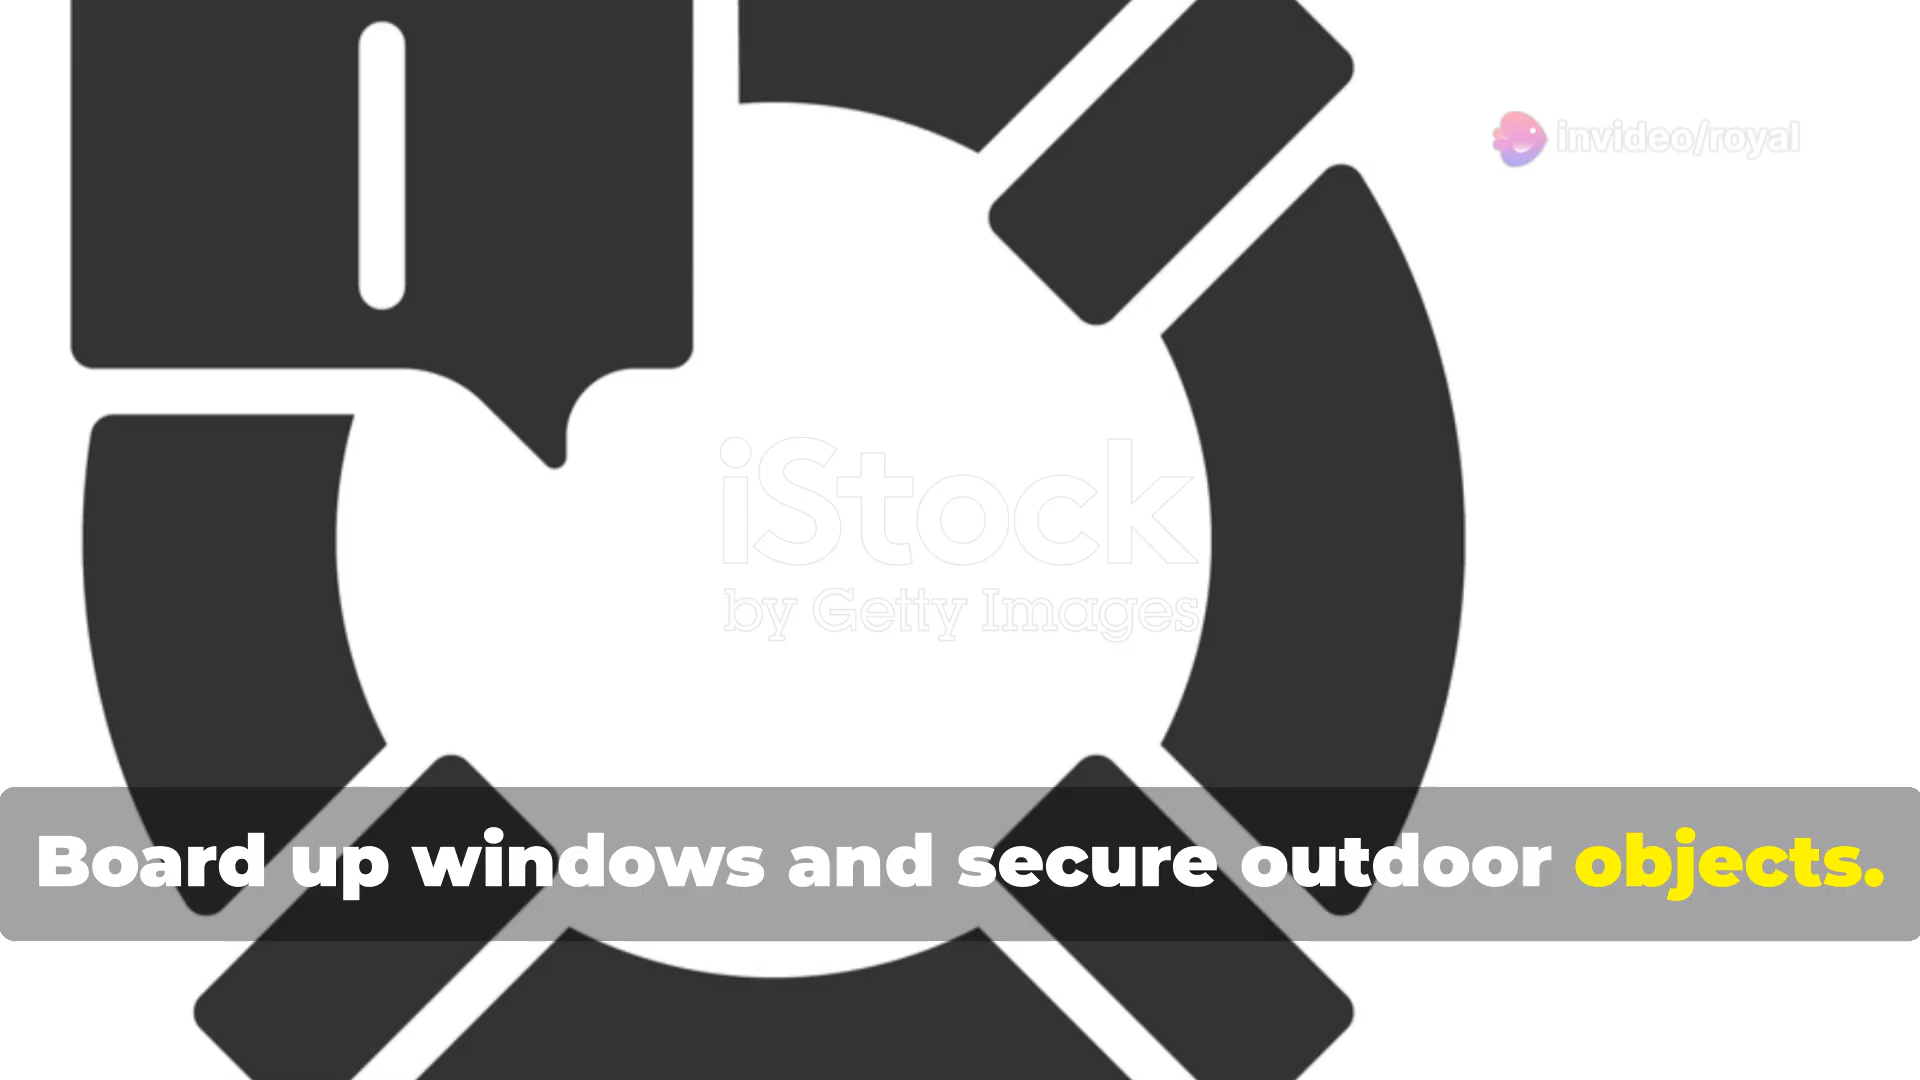 invideo/royal
iStock
by Getty Images
Board up windows and secure outdoor objects.